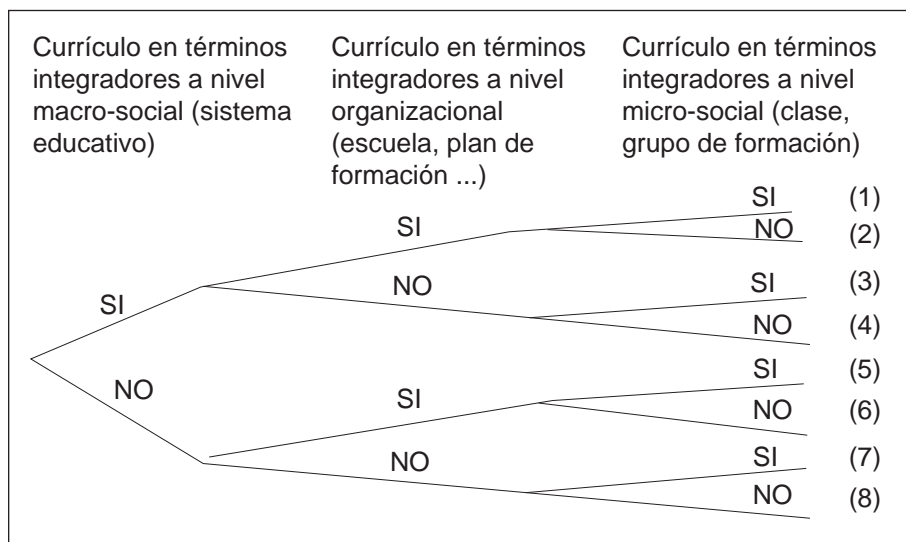 Currículo en términos
integradores a nivel
macro-social (sistema
educativo)
Currículo en términos
integradores a nivel
organizacional
(escuela, plan de
formación ...)
Currículo en términos
integradores a nivel
micro-social (clase,
grupo de formación)
SI
NO
SI
NO
SI
NO
SI (1)
NO (2)
SI (3)
NO (4)
SI (5)
NO (6)
SI (7)
NO (8)